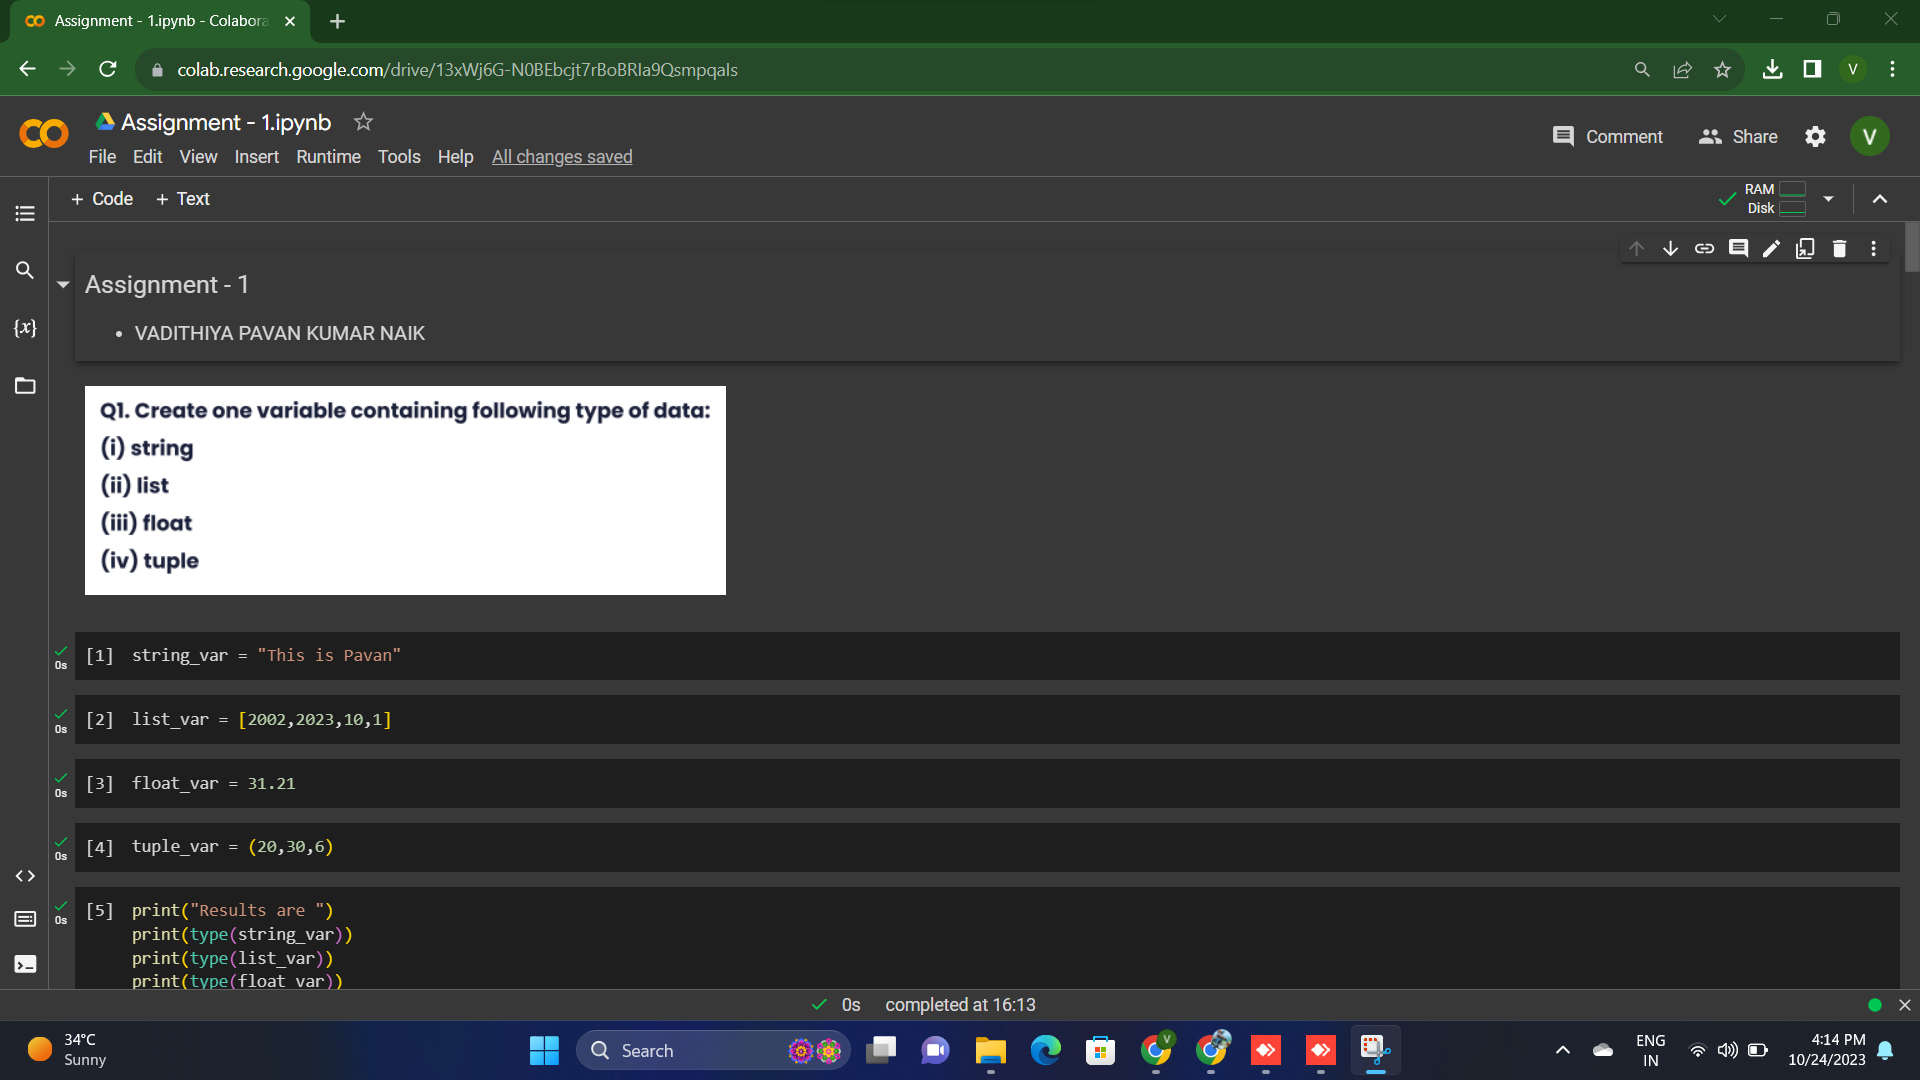 Assignment - 1.ipynb - Colabora
colab.research.google.com/drive/13xWj6G-N0BEbcjt7rBoBRIa9Qsmpqals
V
Assignment - 1.ipynb
File Edit View Insert Runtime Tools Help All changes saved
Comment Share V
+ Code + Text
RAM
Disk
Assignment - 1
• VADITHIYA PAVAN KUMAR NAIK
Q1. Create one variable containing following type of data:
(i) string
(ii) list
(iii) float
(iv) tuple
0s [1] string_var = "This is Pavan"
0s [2] list_var = [2002,2023,10,1]
0s [3] float_var = 31.21
0s [4] tuple_var = (20,30,6)
0s [5] print("Results are ")
print(type(string_var))
print(type(list_var))
print(type(float_var))
0s completed at 16:13
34°C
Sunny
Search
V
ENG
IN
4:14 PM
10/24/2023